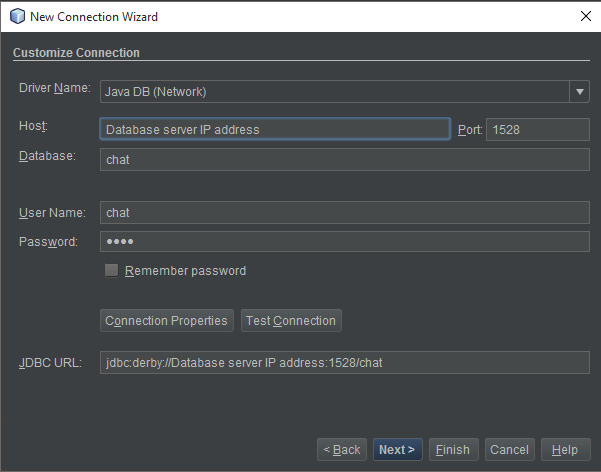 New Connection Wizard
Customize Connection
Driver Name: Java DB (Network)
Host: Database server IP address Port: 1528
Database: chat
User Name: chat
Password: ●●●●
Remember password
Connection Properties Test Connection
JDBC URL: jdbc:derby://Database server IP address:1528/chat
< Back Next > Finish Cancel Help